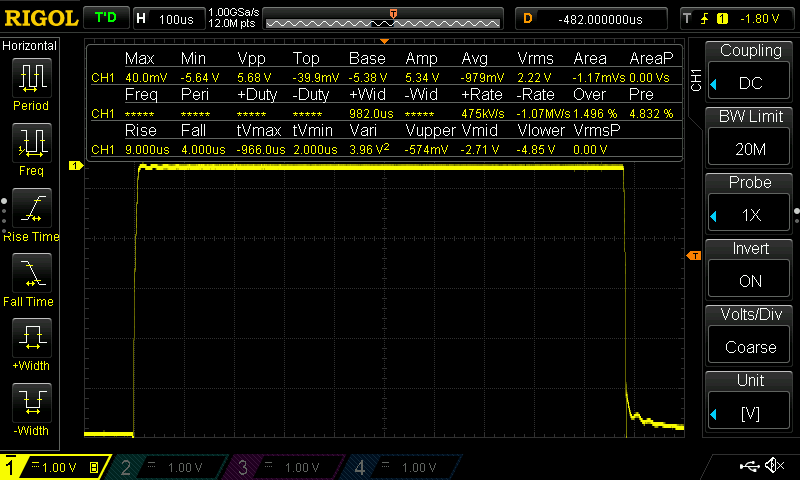 RIGOL T'D H 100us 1.00GSa/s 12.0M pts T D -482.000000us T 1 -1.80 V
Horizontal
Period
Freq
Rise Time
Fall Time
+Width
-Width
Max Min Vpp Top Base Amp Avg Vrms Area AreaP
CH1 40.0mV -5.64 V 5.68 V -39.9mV -5.38 V 5.34 V -979mV 2.22 V -1.17mVs 0.00 Vs
Freq Peri +Duty -Duty +Wid -Wid +Rate -Rate Over Pre
CH1 ***** ***** ***** ***** 982.0us ***** 475kV/s -1.07MV/s 1.496 % 4.832 %
Rise Fall tVmax tVmin Vari Vupper Vmid Vlower VrmsP
CH1 9.000us 4.000us -966.0us 2.000us 3.96 V² -574mV -2.71 V -4.85 V 0.00 V
1
T
CH1
Coupling
DC
BW Limit
20M
Probe
1X
Invert
ON
Volts/Div
Coarse
Unit
[V]
1 1.00 V B 2 1.00 V 3 1.00 V 4 1.00 V